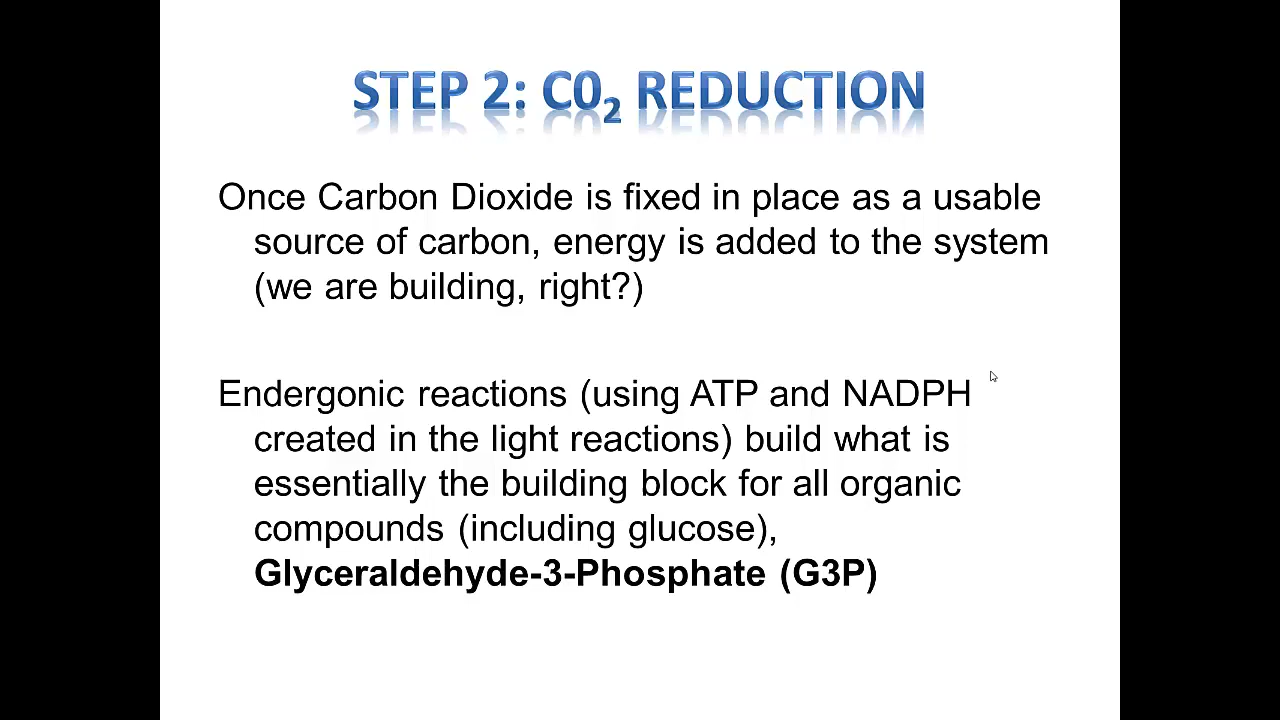 STEP 2: C0₂ REDUCTION
Once Carbon Dioxide is fixed in place as a usable
source of carbon, energy is added to the system
(we are building, right?)
Endergonic reactions (using ATP and NADPH
created in the light reactions) build what is
essentially the building block for all organic
compounds (including glucose),
Glyceraldehyde-3-Phosphate (G3P)